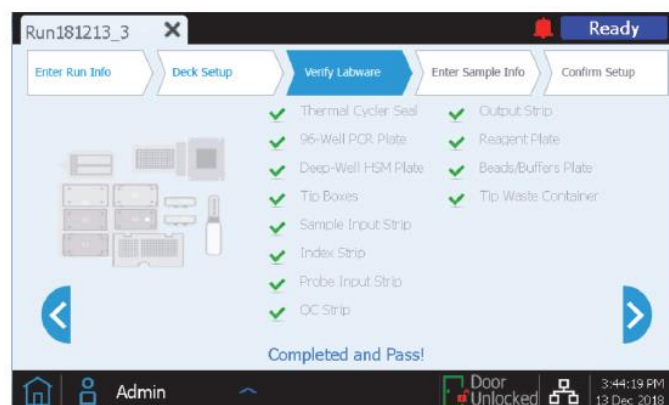 Run181213_3
Ready
Enter Run Info
Deck Setup
Verify Labware
Enter Sample Info
Confirm Setup
Thermal Cycler Seal
96-Well PCR Plate
Deep-Well HSM Plate
Tip Boxes
Sample Input Strip
Index Strip
Probe Input Strip
QC Strip
Output Strip
Reagent Plate
Beads/Buffers Plate
Tip Waste Container
Completed and Pass!
Admin
Door
Unlocked
3:44:19 PM
13 Dec 2018